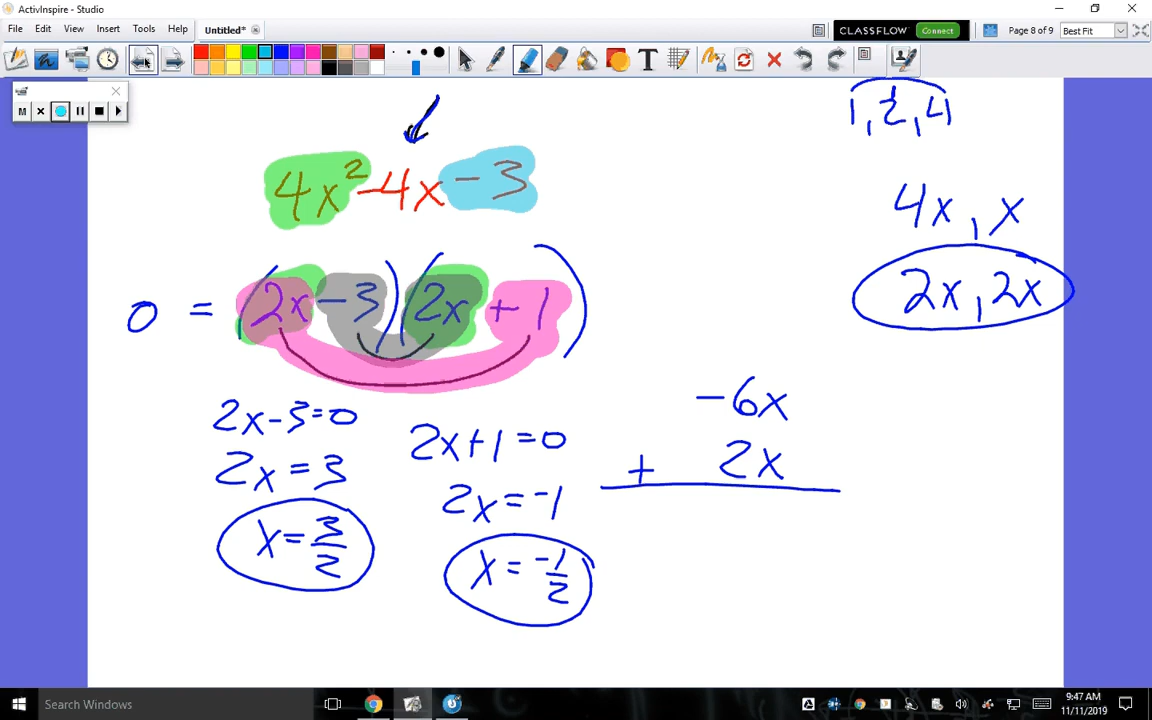 ActivInspire - Studio
File Edit View Insert Tools Help Untitled* CLASSFLOW Connect Page 8 of 9 Best Fit
M
1, 2, 4
4x² -4x -3
4x, x
2x, 2x
0 = (2x -3)(2x +1)
2x-3=0
2x=3
x=3/2
2x+1=0
2x=-1
x=-1/2
-6x
+ 2x
Search Windows
9:47 AM
11/11/2019